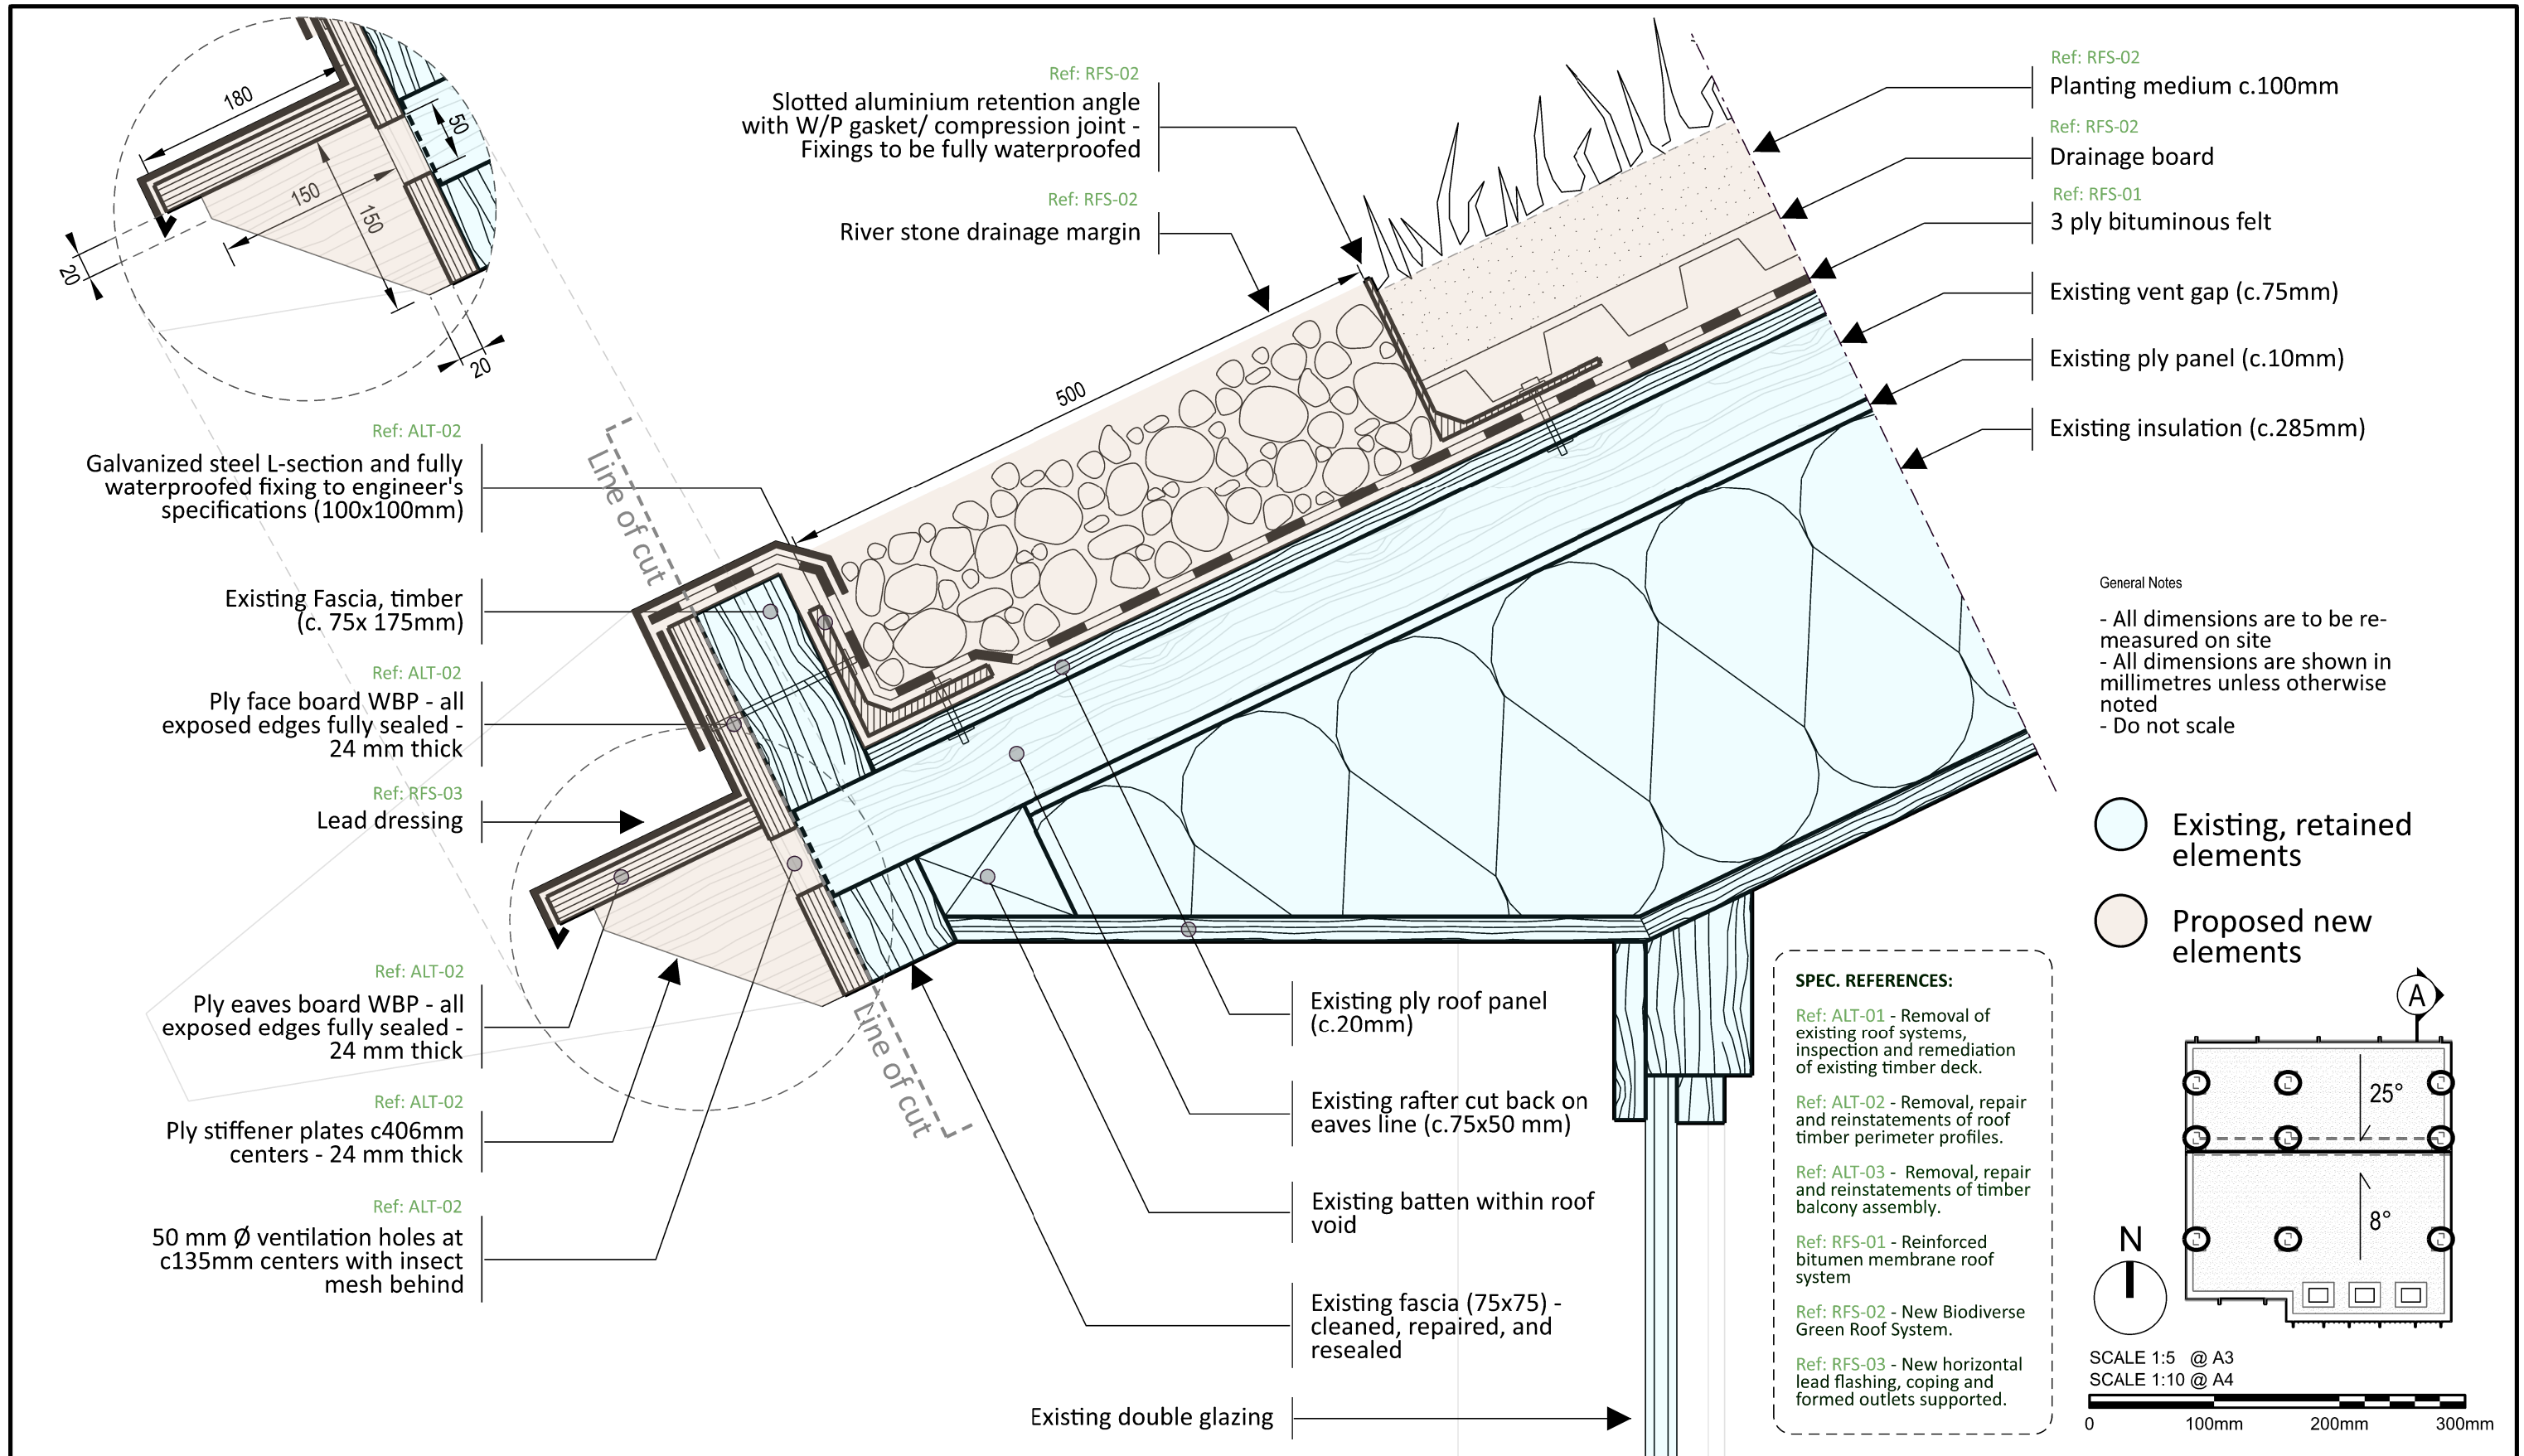 180
50
150
150
20
20
Ref: RFS-02
Slotted aluminium retention angle
with W/P gasket/ compression joint -
Fixings to be fully waterproofed
Ref: RFS-02
River stone drainage margin
500
Ref: RFS-02
Planting medium c.100mm
Ref: RFS-02
Drainage board
Ref: RFS-01
3 ply bituminous felt
Existing vent gap (c.75mm)
Existing ply panel (c.10mm)
Existing insulation (c.285mm)
Ref: ALT-02
Galvanized steel L-section and fully
waterproofed fixing to engineer's
specifications (100x100mm)
Line of cut
Existing Fascia, timber
(c. 75x 175mm)
Ref: ALT-02
Ply face board WBP - all
exposed edges fully sealed -
24 mm thick
Ref: RFS-03
Lead dressing
Ref: ALT-02
Ply eaves board WBP - all
exposed edges fully sealed -
24 mm thick
Ref: ALT-02
Ply stiffener plates c406mm
centers - 24 mm thick
Ref: ALT-02
50 mm Ø ventilation holes at
c135mm centers with insect
mesh behind
Line of cut
Existing ply roof panel
(c.20mm)
Existing rafter cut back on
eaves line (c.75x50 mm)
Existing batten within roof
void
Existing fascia (75x75) -
cleaned, repaired, and
resealed
Existing double glazing
General Notes
- All dimensions are to be re-
measured on site
- All dimensions are shown in
millimetres unless otherwise
noted
- Do not scale
Existing, retained
elements
Proposed new
elements
SPEC. REFERENCES:
Ref: ALT-01 - Removal of
existing roof systems,
inspection and remediation
of existing timber deck.
Ref: ALT-02 - Removal, repair
and reinstatements of roof
timber perimeter profiles.
Ref: ALT-03 - Removal, repair
and reinstatements of timber
balcony assembly.
Ref: RFS-01 - Reinforced
bitumen membrane roof
system
Ref: RFS-02 - New Biodiverse
Green Roof System.
Ref: RFS-03 - New horizontal
lead flashing, coping and
formed outlets supported.
A
25°
8°
N
SCALE 1:5 @ A3
SCALE 1:10 @ A4
0 100mm 200mm 300mm